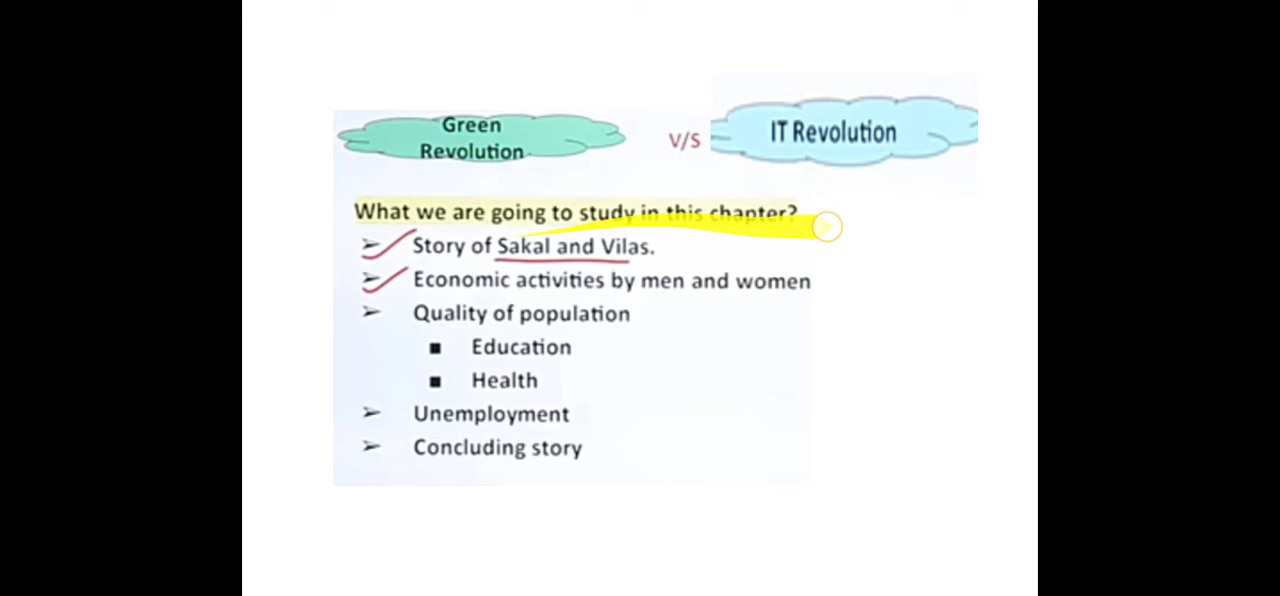 Green
Revolution
V/S
IT Revolution
What we are going to study in this chapter?
➢ Story of Sakal and Vilas.
➢ Economic activities by men and women
➢ Quality of population
▪ Education
▪ Health
➢ Unemployment
➢ Concluding story